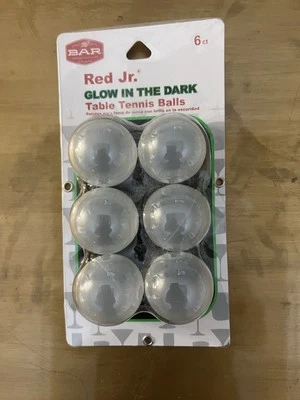 BAR
6 ct
Red Jr.®
GLOW IN THE DARK
Table Tennis Balls